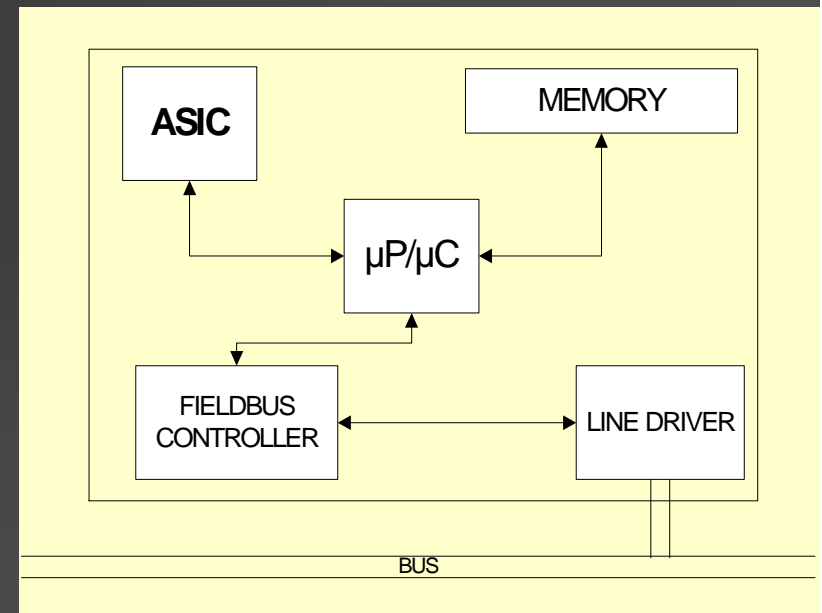 ASIC
MEMORY
µP/µC
FIELDBUS
CONTROLLER
LINE DRIVER
BUS